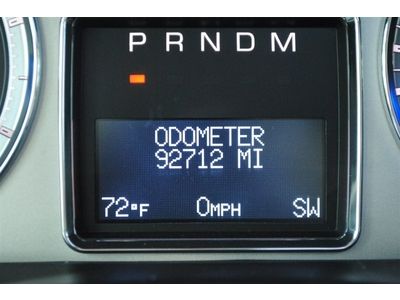 P R N D M
ODOMETER
92712 MI
72°F 0MPH SW